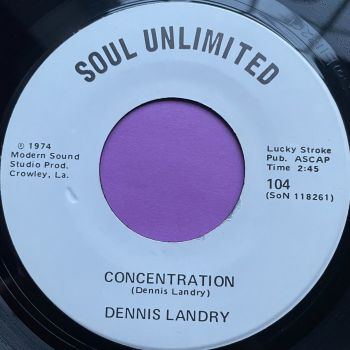 SOUL UNLIMITED
℗ 1974
Modern Sound
Studio Prod.
Crowley, La.
Lucky Stroke
Pub. ASCAP
Time 2:45
104
(SoN 118261)
CONCENTRATION
(Dennis Landry)
DENNIS LANDRY